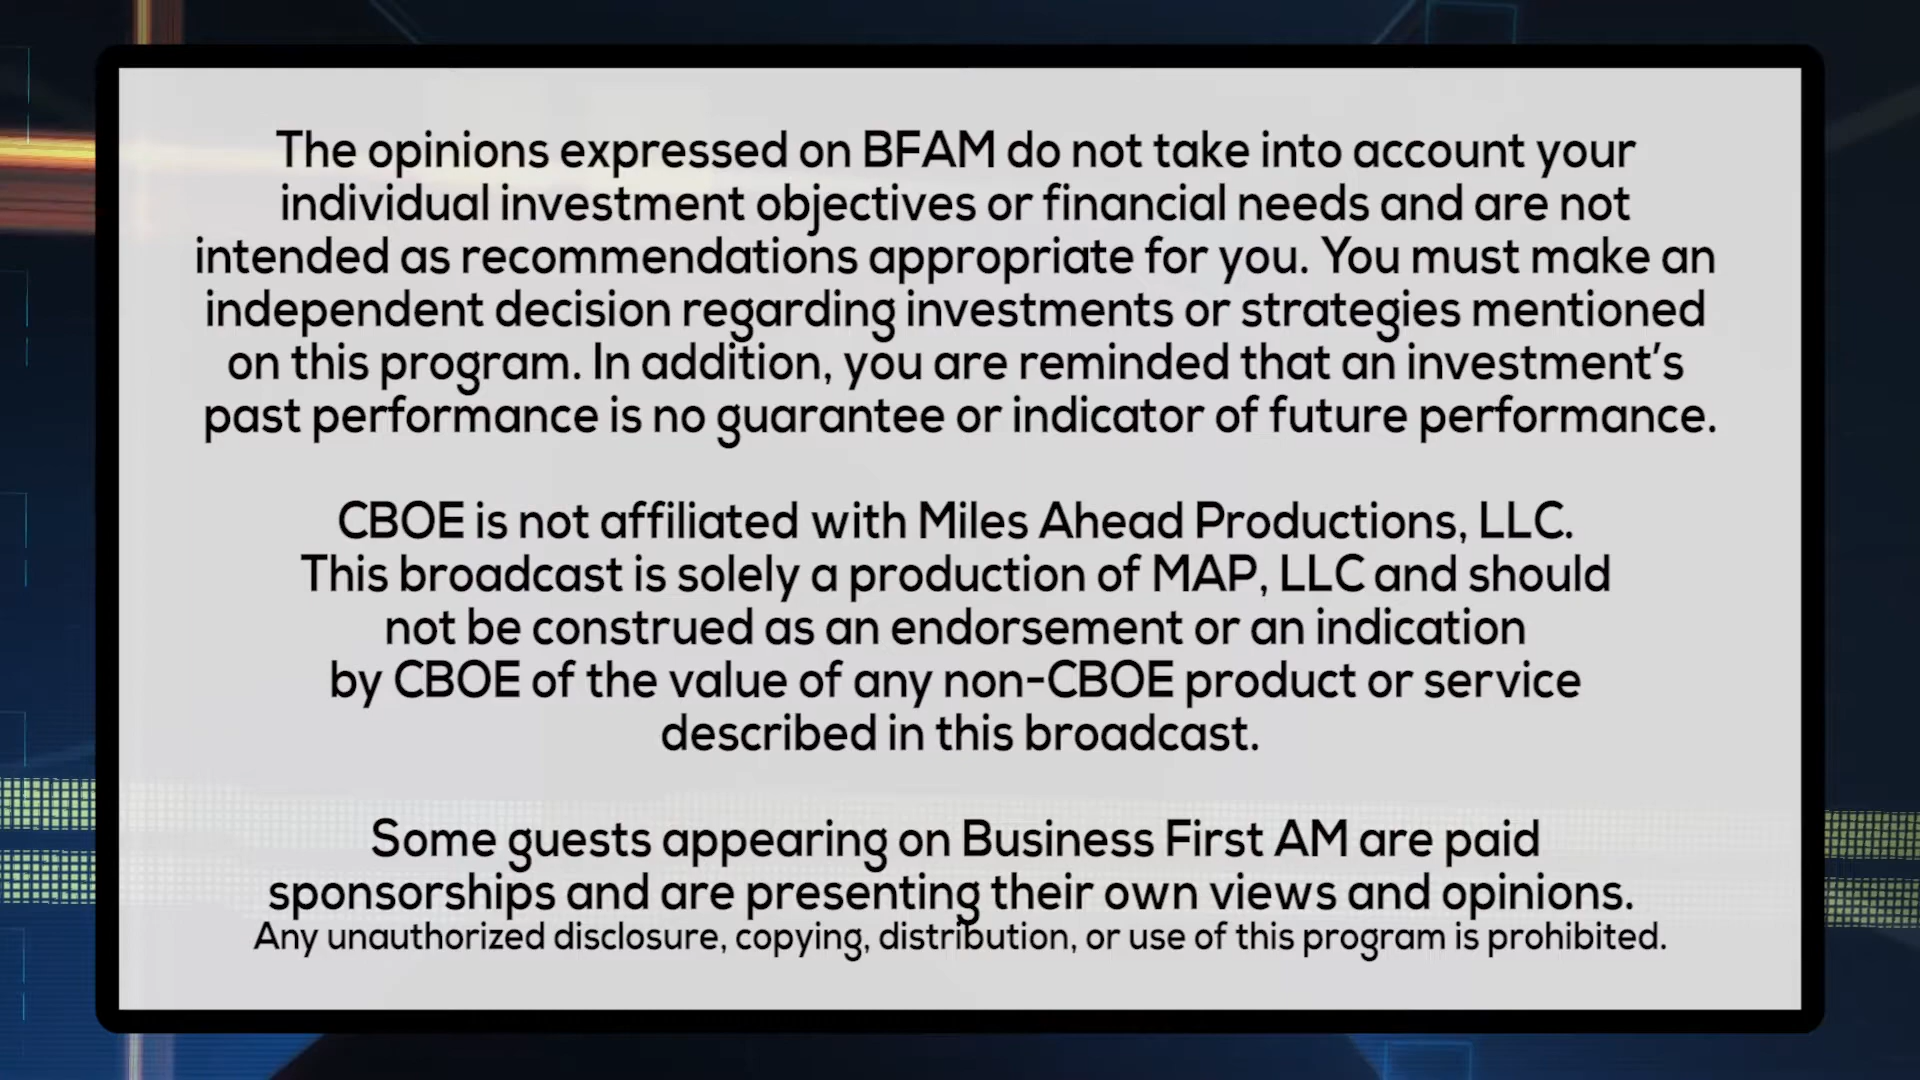 The opinions expressed on BFAM do not take into account your
individual investment objectives or financial needs and are not
intended as recommendations appropriate for you. You must make an
independent decision regarding investments or strategies mentioned
on this program. In addition, you are reminded that an investment’s
past performance is no guarantee or indicator of future performance.
CBOE is not affiliated with Miles Ahead Productions, LLC.
This broadcast is solely a production of MAP, LLC and should
not be construed as an endorsement or an indication
by CBOE of the value of any non-CBOE product or service
described in this broadcast.
Some guests appearing on Business First AM are paid
sponsorships and are presenting their own views and opinions.
Any unauthorized disclosure, copying, distribution, or use of this program is prohibited.